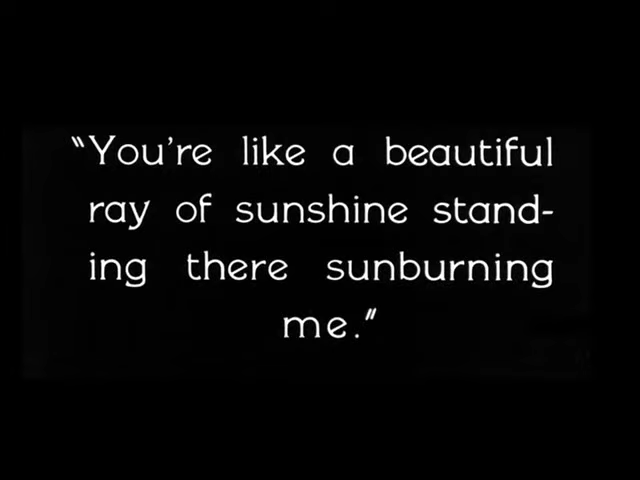 "You're like a beautiful
ray of sunshine stand-
ing there sunburning
me."